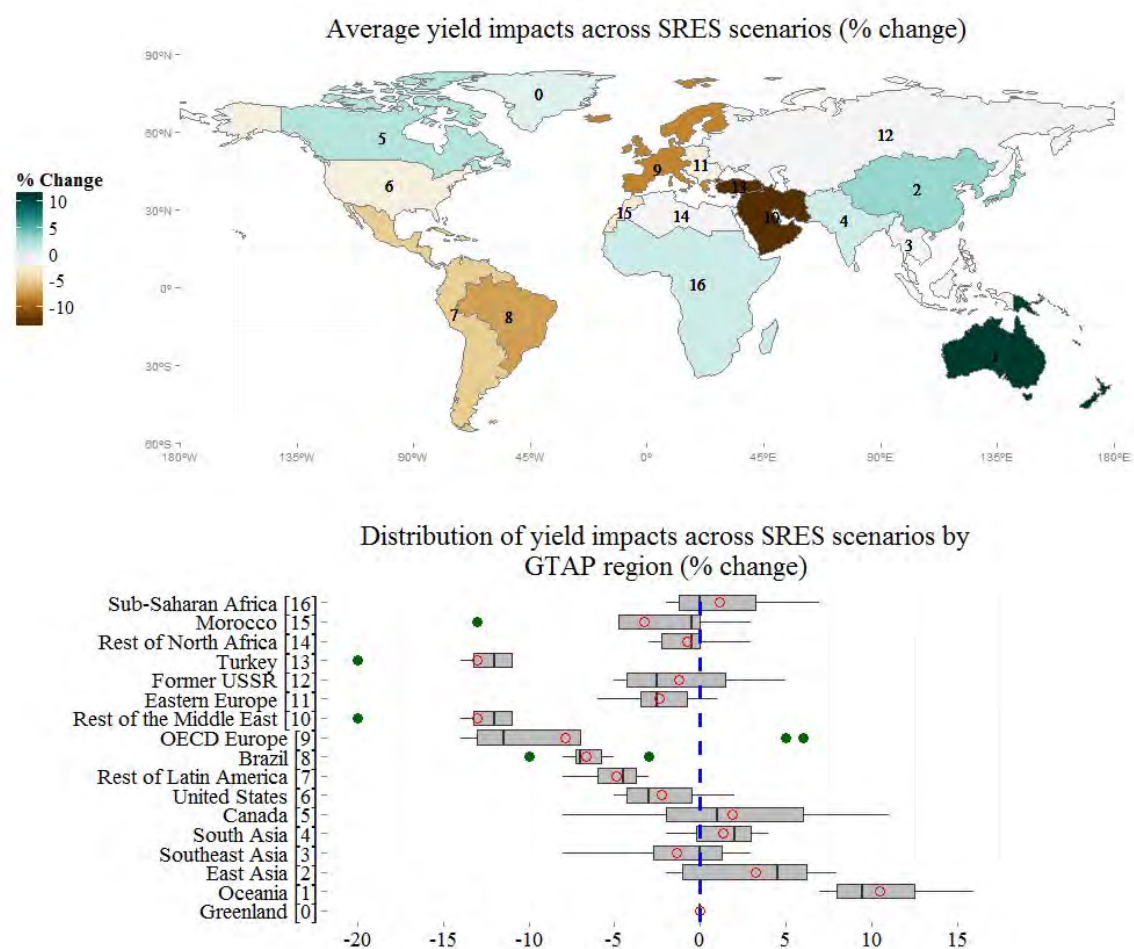 Average yield impacts across SRES scenarios (% change)
90°N
60°N
30°N
0°
30°S
60°S
180°W
135°W
90°W
45°W
0°
45°E
90°E
135°E
180°E
% Change
10
5
0
-5
-10
0
5
12
6
9
11
2
13
15
14
10
4
3
16
7
8
1
Distribution of yield impacts across SRES scenarios by
GTAP region (% change)
Sub-Saharan Africa [16]
Morocco [15]
Rest of North Africa [14]
Turkey [13]
Former USSR [12]
Eastern Europe [11]
Rest of the Middle East [10]
OECD Europe [9]
Brazil [8]
Rest of Latin America [7]
United States [6]
Canada [5]
South Asia [4]
Southeast Asia [3]
East Asia [2]
Oceania [1]
Greenland [0]
-20 -15 -10 -5 0 5 10 15